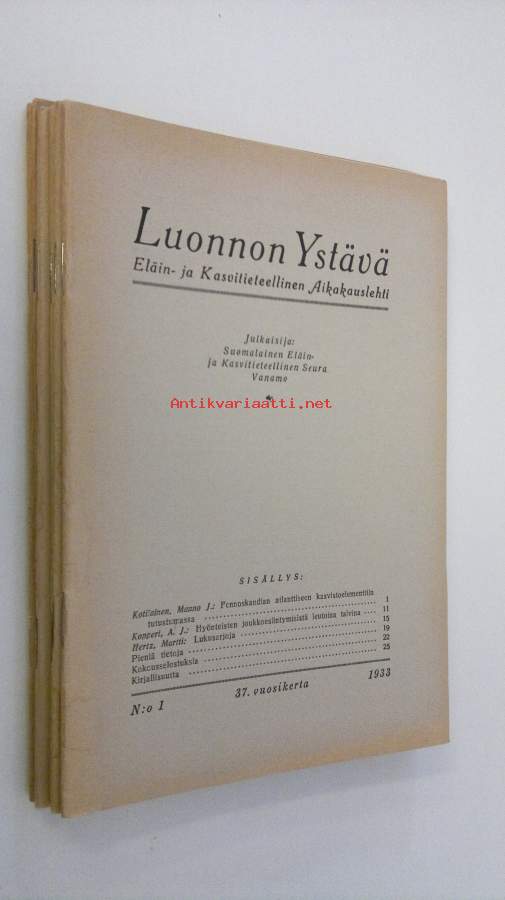 Luonnon Ystävä
Eläin- ja Kasvitieteellinen Aikakauslehti
Julkaisija:
Suomalainen Eläin-
ja Kasvitieteellinen Seura
Vanamo
Antikvariaatti.net
SISÄLLYS:
Kotilainen, Mauno J.: Fennoskandian atlanttiseen kasvistoelementtiin
tutustumassa 1
Kopperi, A. J.: Hyönteisten joukkoesiintymisistä leutoina talvina 11
Hertz, Martti: Lukusarjoja 15
Pieniä tietoja 19
Kokousselostuksia 22
Kirjallisuutta 25
N:o 1 37. vuosikerta 1933